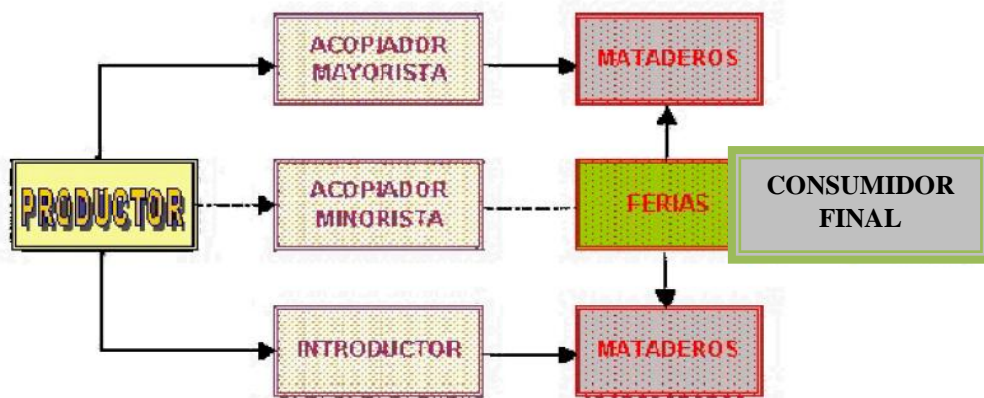 ACOPIADOR
MAYORISTA
MATADEROS
PRODUCTOR
ACOPIADOR
MINORISTA
FERIAS
CONSUMIDOR
FINAL
INTRODUCTOR
MATADEROS